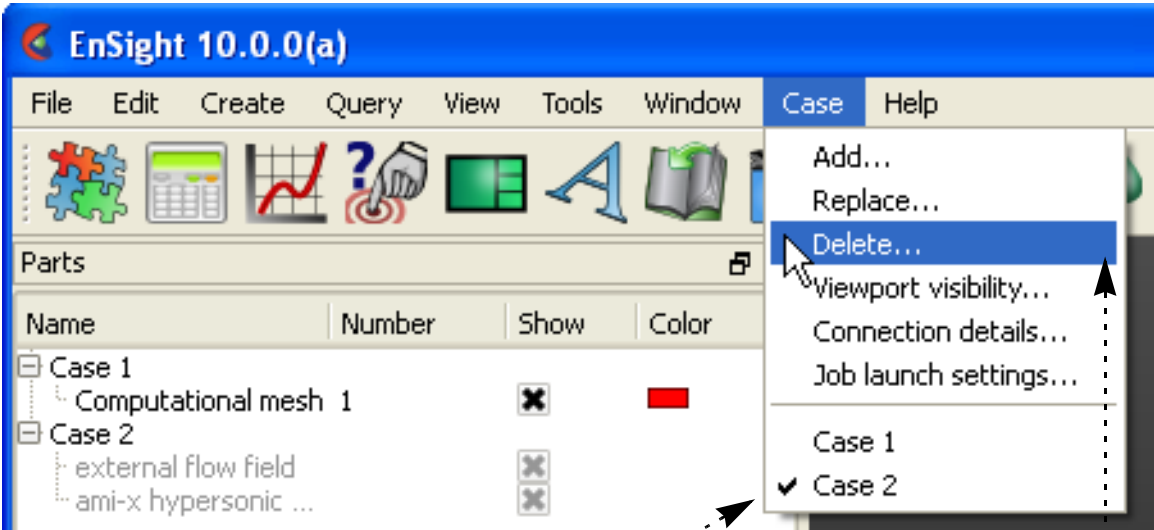 EnSight 10.0.0(a)
File Edit Create Query View Tools Window Case Help
Add...
Replace...
Delete...
Viewport visibility...
Connection details...
Job launch settings...
Case 1
Case 2
Parts
Name Number Show Color
Case 1
Computational mesh 1
Case 2
external flow field
ami-x hypersonic ...